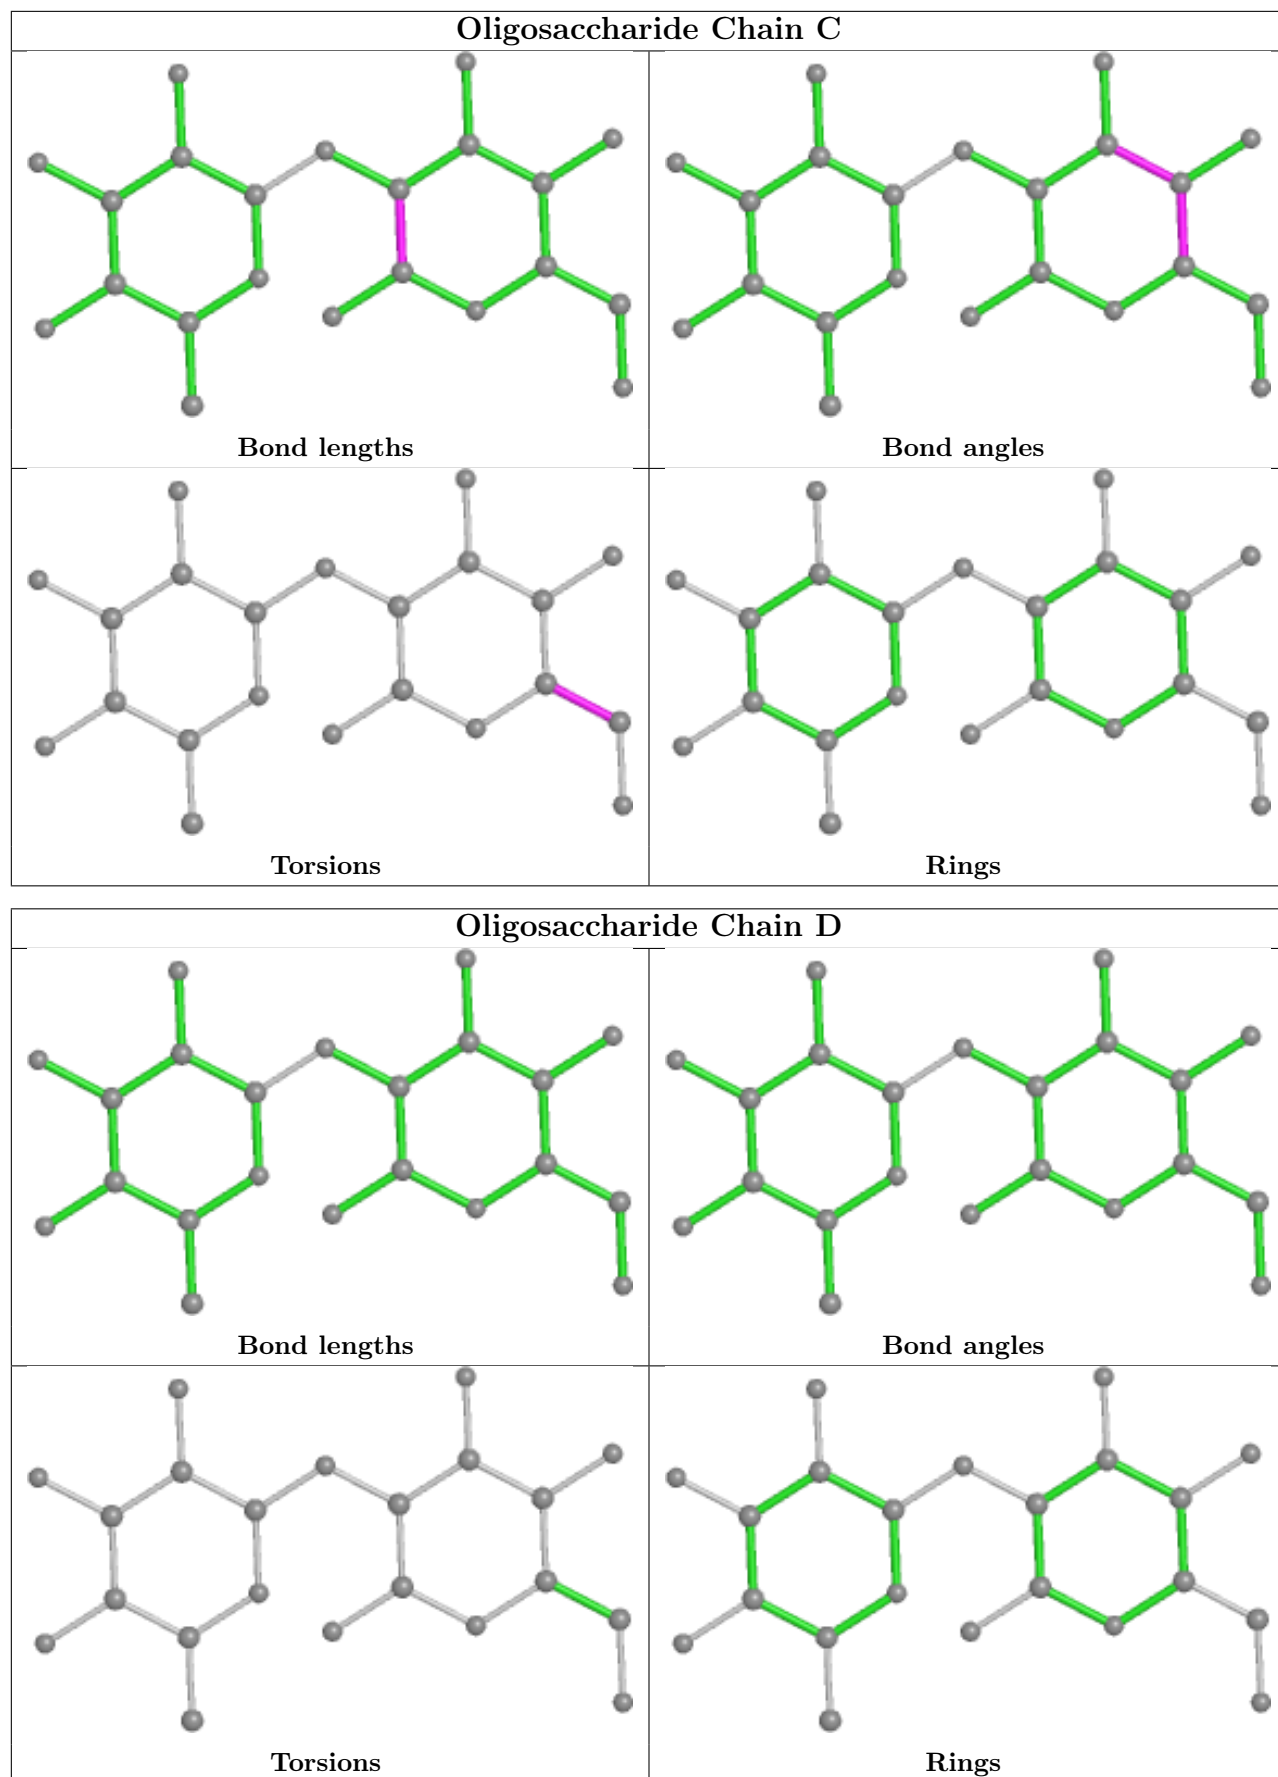 Oligosaccharide Chain C
Bond lengths
Bond angles
Torsions
Rings
Oligosaccharide Chain D
Bond lengths
Bond angles
Torsions
Rings